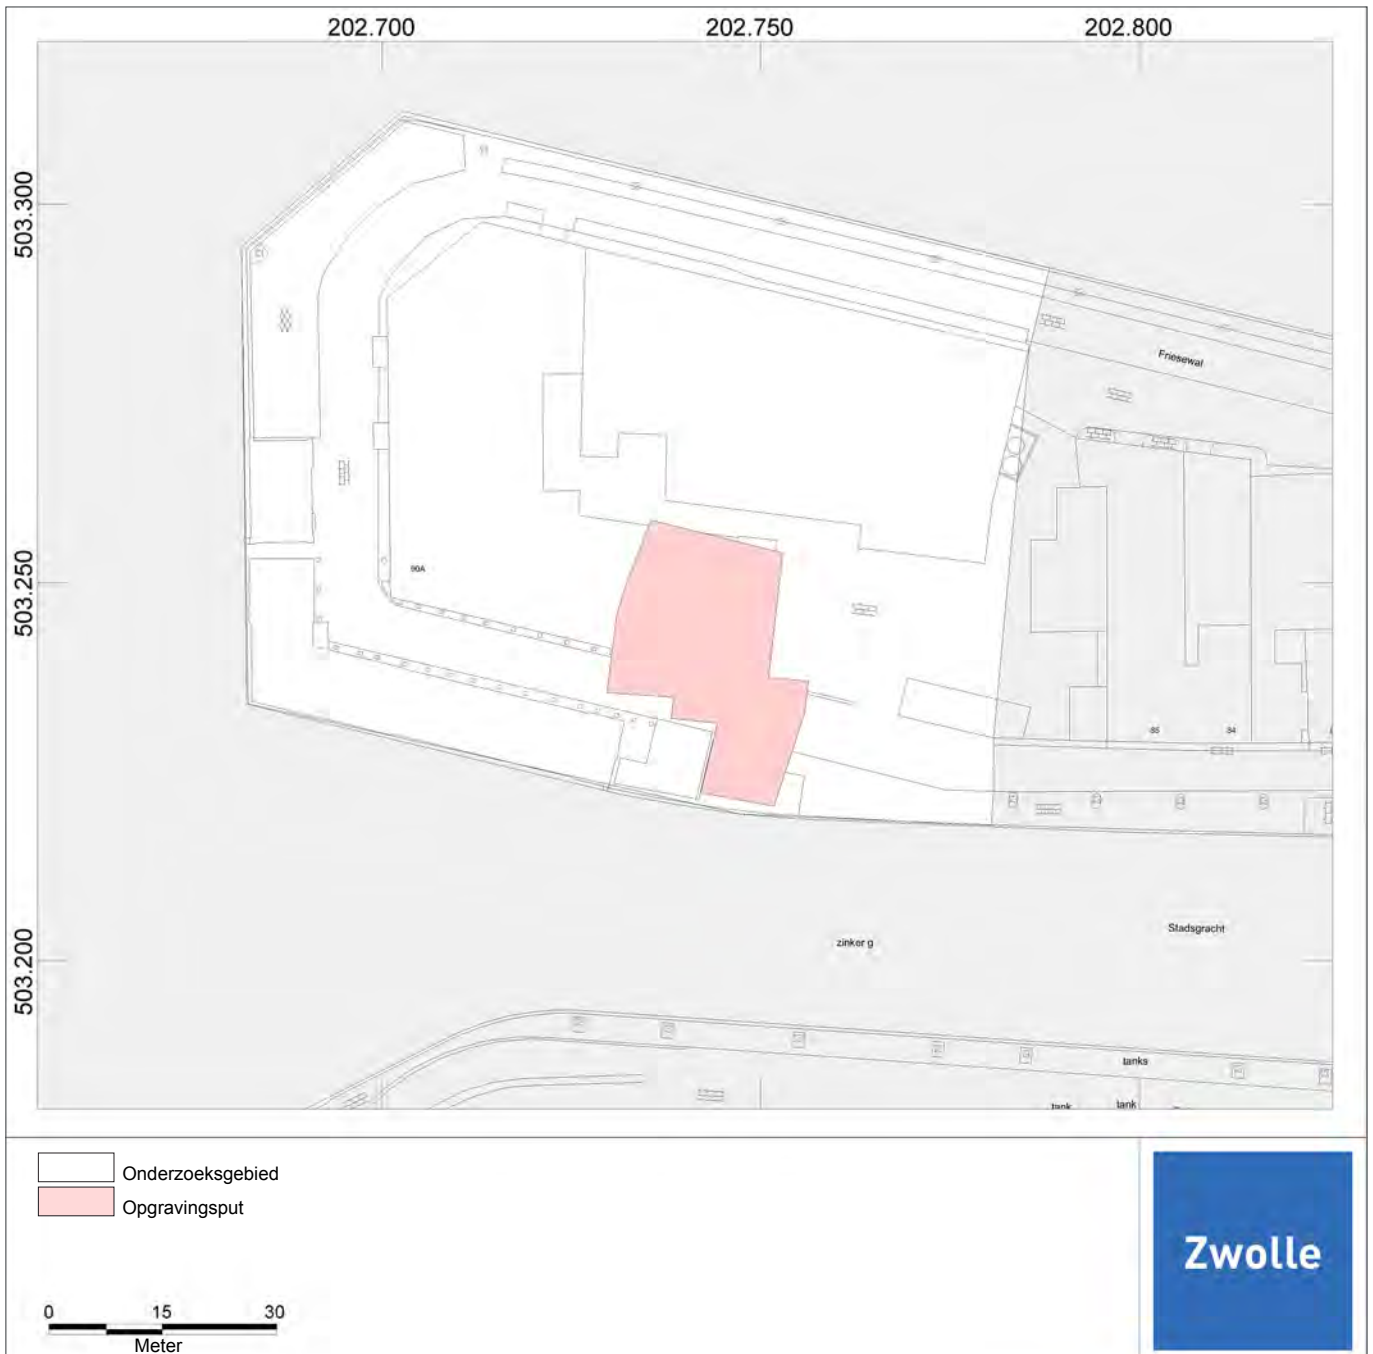 202.700 202.750 202.800
503.300
Friesewal
503.250
90A
85 84
503.200
Stadsgracht
zinker g
tanks
tank tank
Onderzoeksgebied
Opgravingsput
Zwolle
0 15 30
Meter